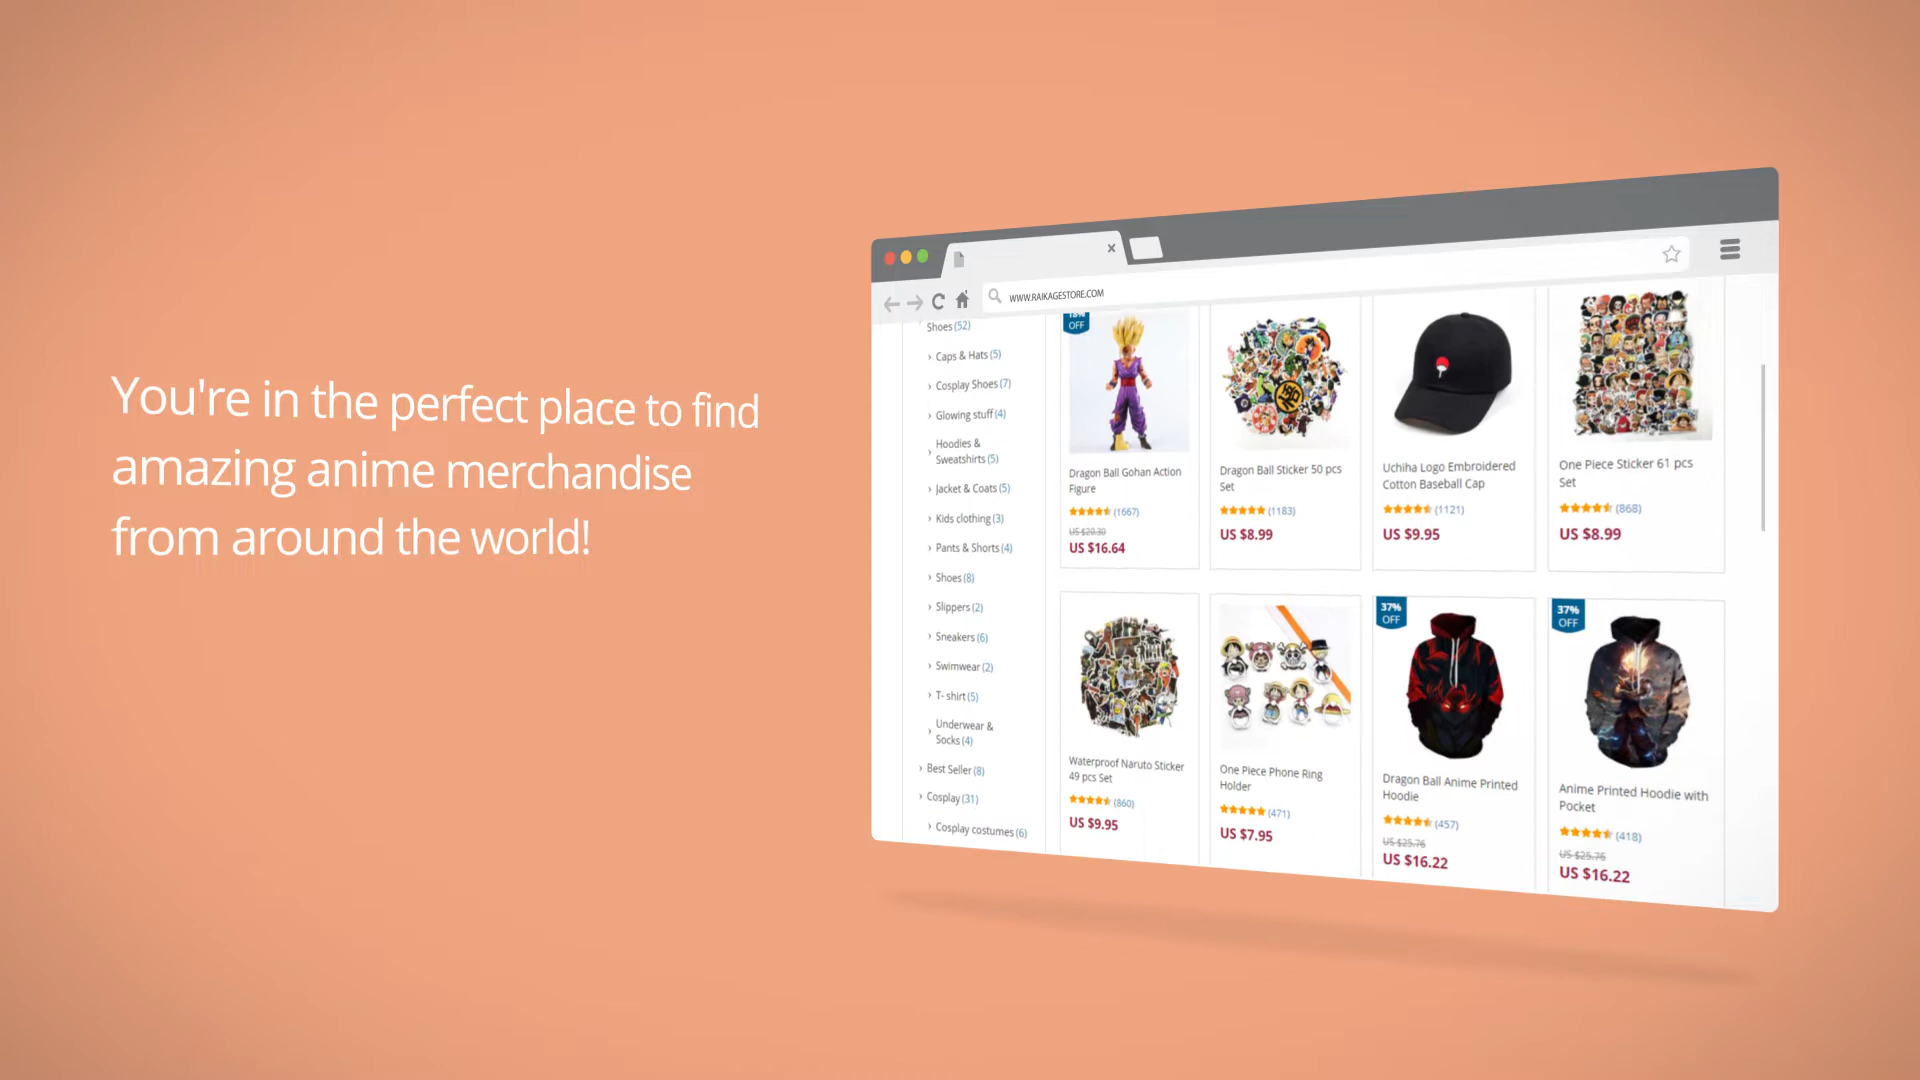 You're in the perfect place to find
amazing anime merchandise
from around the world!
WWW.RAIKAGESTORE.COM
Shoes (52)
Caps & Hats (5)
Cosplay Shoes (7)
Glowing stuff (4)
Hoodies &
Sweatshirts (5)
Jacket & Coats (5)
Kids clothing (3)
Pants & Shorts (4)
Shoes (8)
Slippers (2)
Sneakers (6)
Swimwear (2)
T- shirt (5)
Underwear &
Socks (4)
Best Seller (8)
Cosplay (31)
Cosplay costumes (6)
18%
OFF
Dragon Ball Gohan Action
Figure
(1667)
US $20.30
US $16.64
Dragon Ball Sticker 50 pcs
Set
(1183)
US $8.99
Uchiha Logo Embroidered
Cotton Baseball Cap
(1121)
US $9.95
One Piece Sticker 61 pcs
Set
(868)
US $8.99
Waterproof Naruto Sticker
49 pcs Set
(860)
US $9.95
One Piece Phone Ring
Holder
(471)
US $7.95
37%
OFF
Dragon Ball Anime Printed
Hoodie
(457)
US $25.76
US $16.22
37%
OFF
Anime Printed Hoodie with
Pocket
(418)
US $25.76
US $16.22